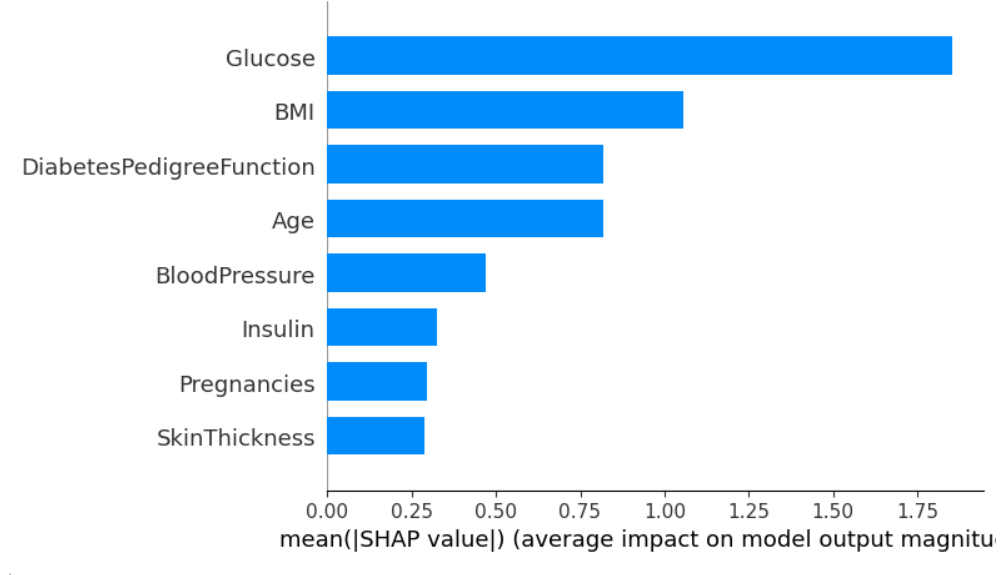 Glucose
BMI
DiabetesPedigreeFunction
Age
BloodPressure
Insulin
Pregnancies
SkinThickness
0.00 0.25 0.50 0.75 1.00 1.25 1.50 1.75
mean(|SHAP value|) (average impact on model output magnitu